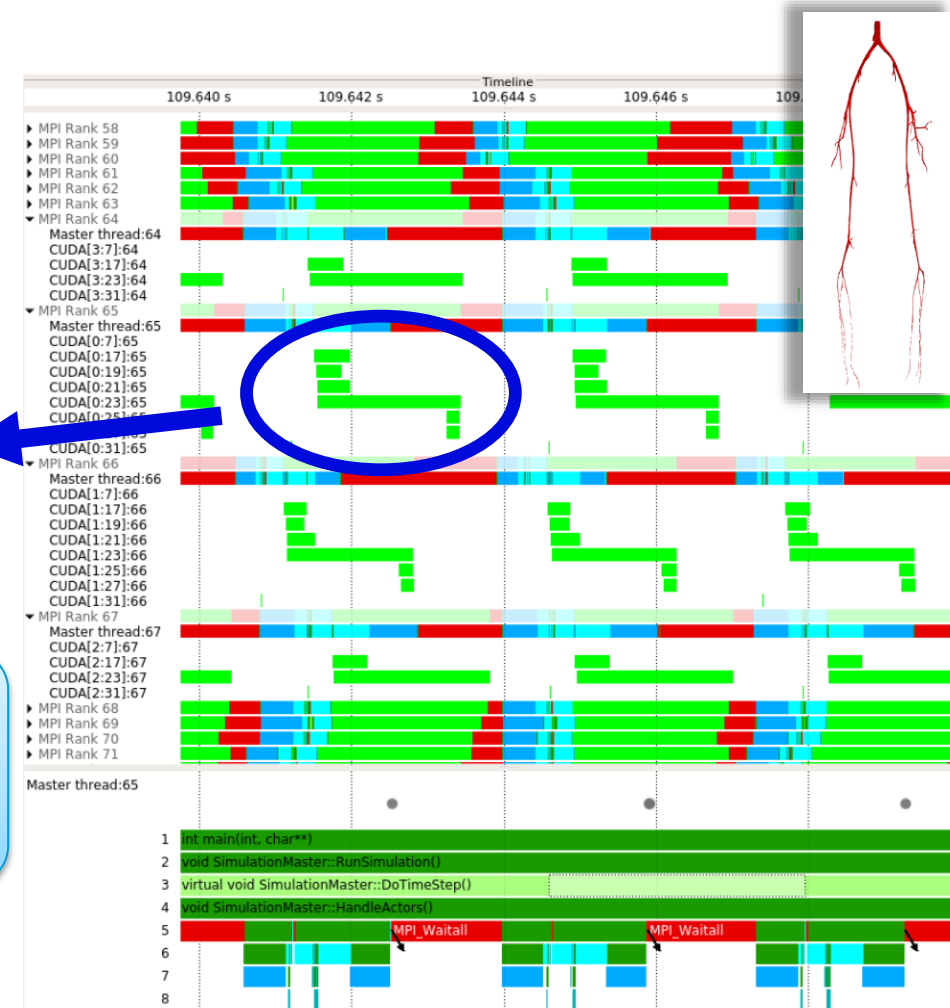 Timeline
109.640 s 109.642 s 109.644 s 109.646 s 109.
MPI Rank 58
MPI Rank 59
MPI Rank 60
MPI Rank 61
MPI Rank 62
MPI Rank 63
MPI Rank 64
Master thread:64
CUDA[3:7]:64
CUDA[3:17]:64
CUDA[3:23]:64
CUDA[3:31]:64
MPI Rank 65
Master thread:65
CUDA[0:7]:65
CUDA[0:17]:65
CUDA[0:19]:65
CUDA[0:21]:65
CUDA[0:23]:65
CUDA[0:25]:65
CUDA[0:31]:65
MPI Rank 66
Master thread:66
CUDA[1:7]:66
CUDA[1:17]:66
CUDA[1:19]:66
CUDA[1:21]:66
CUDA[1:23]:66
CUDA[1:25]:66
CUDA[1:27]:66
CUDA[1:31]:66
MPI Rank 67
Master thread:67
CUDA[2:7]:67
CUDA[2:17]:67
CUDA[2:23]:67
CUDA[2:31]:67
MPI Rank 68
MPI Rank 69
MPI Rank 70
MPI Rank 71
Master thread:65
1 int main(int, char**)
2 void SimulationMaster::RunSimulation()
3 virtual void SimulationMaster::DoTimeStep()
4 void SimulationMaster::HandleActors()
5 MPI_Waitall MPI_Waitall
6
7
8